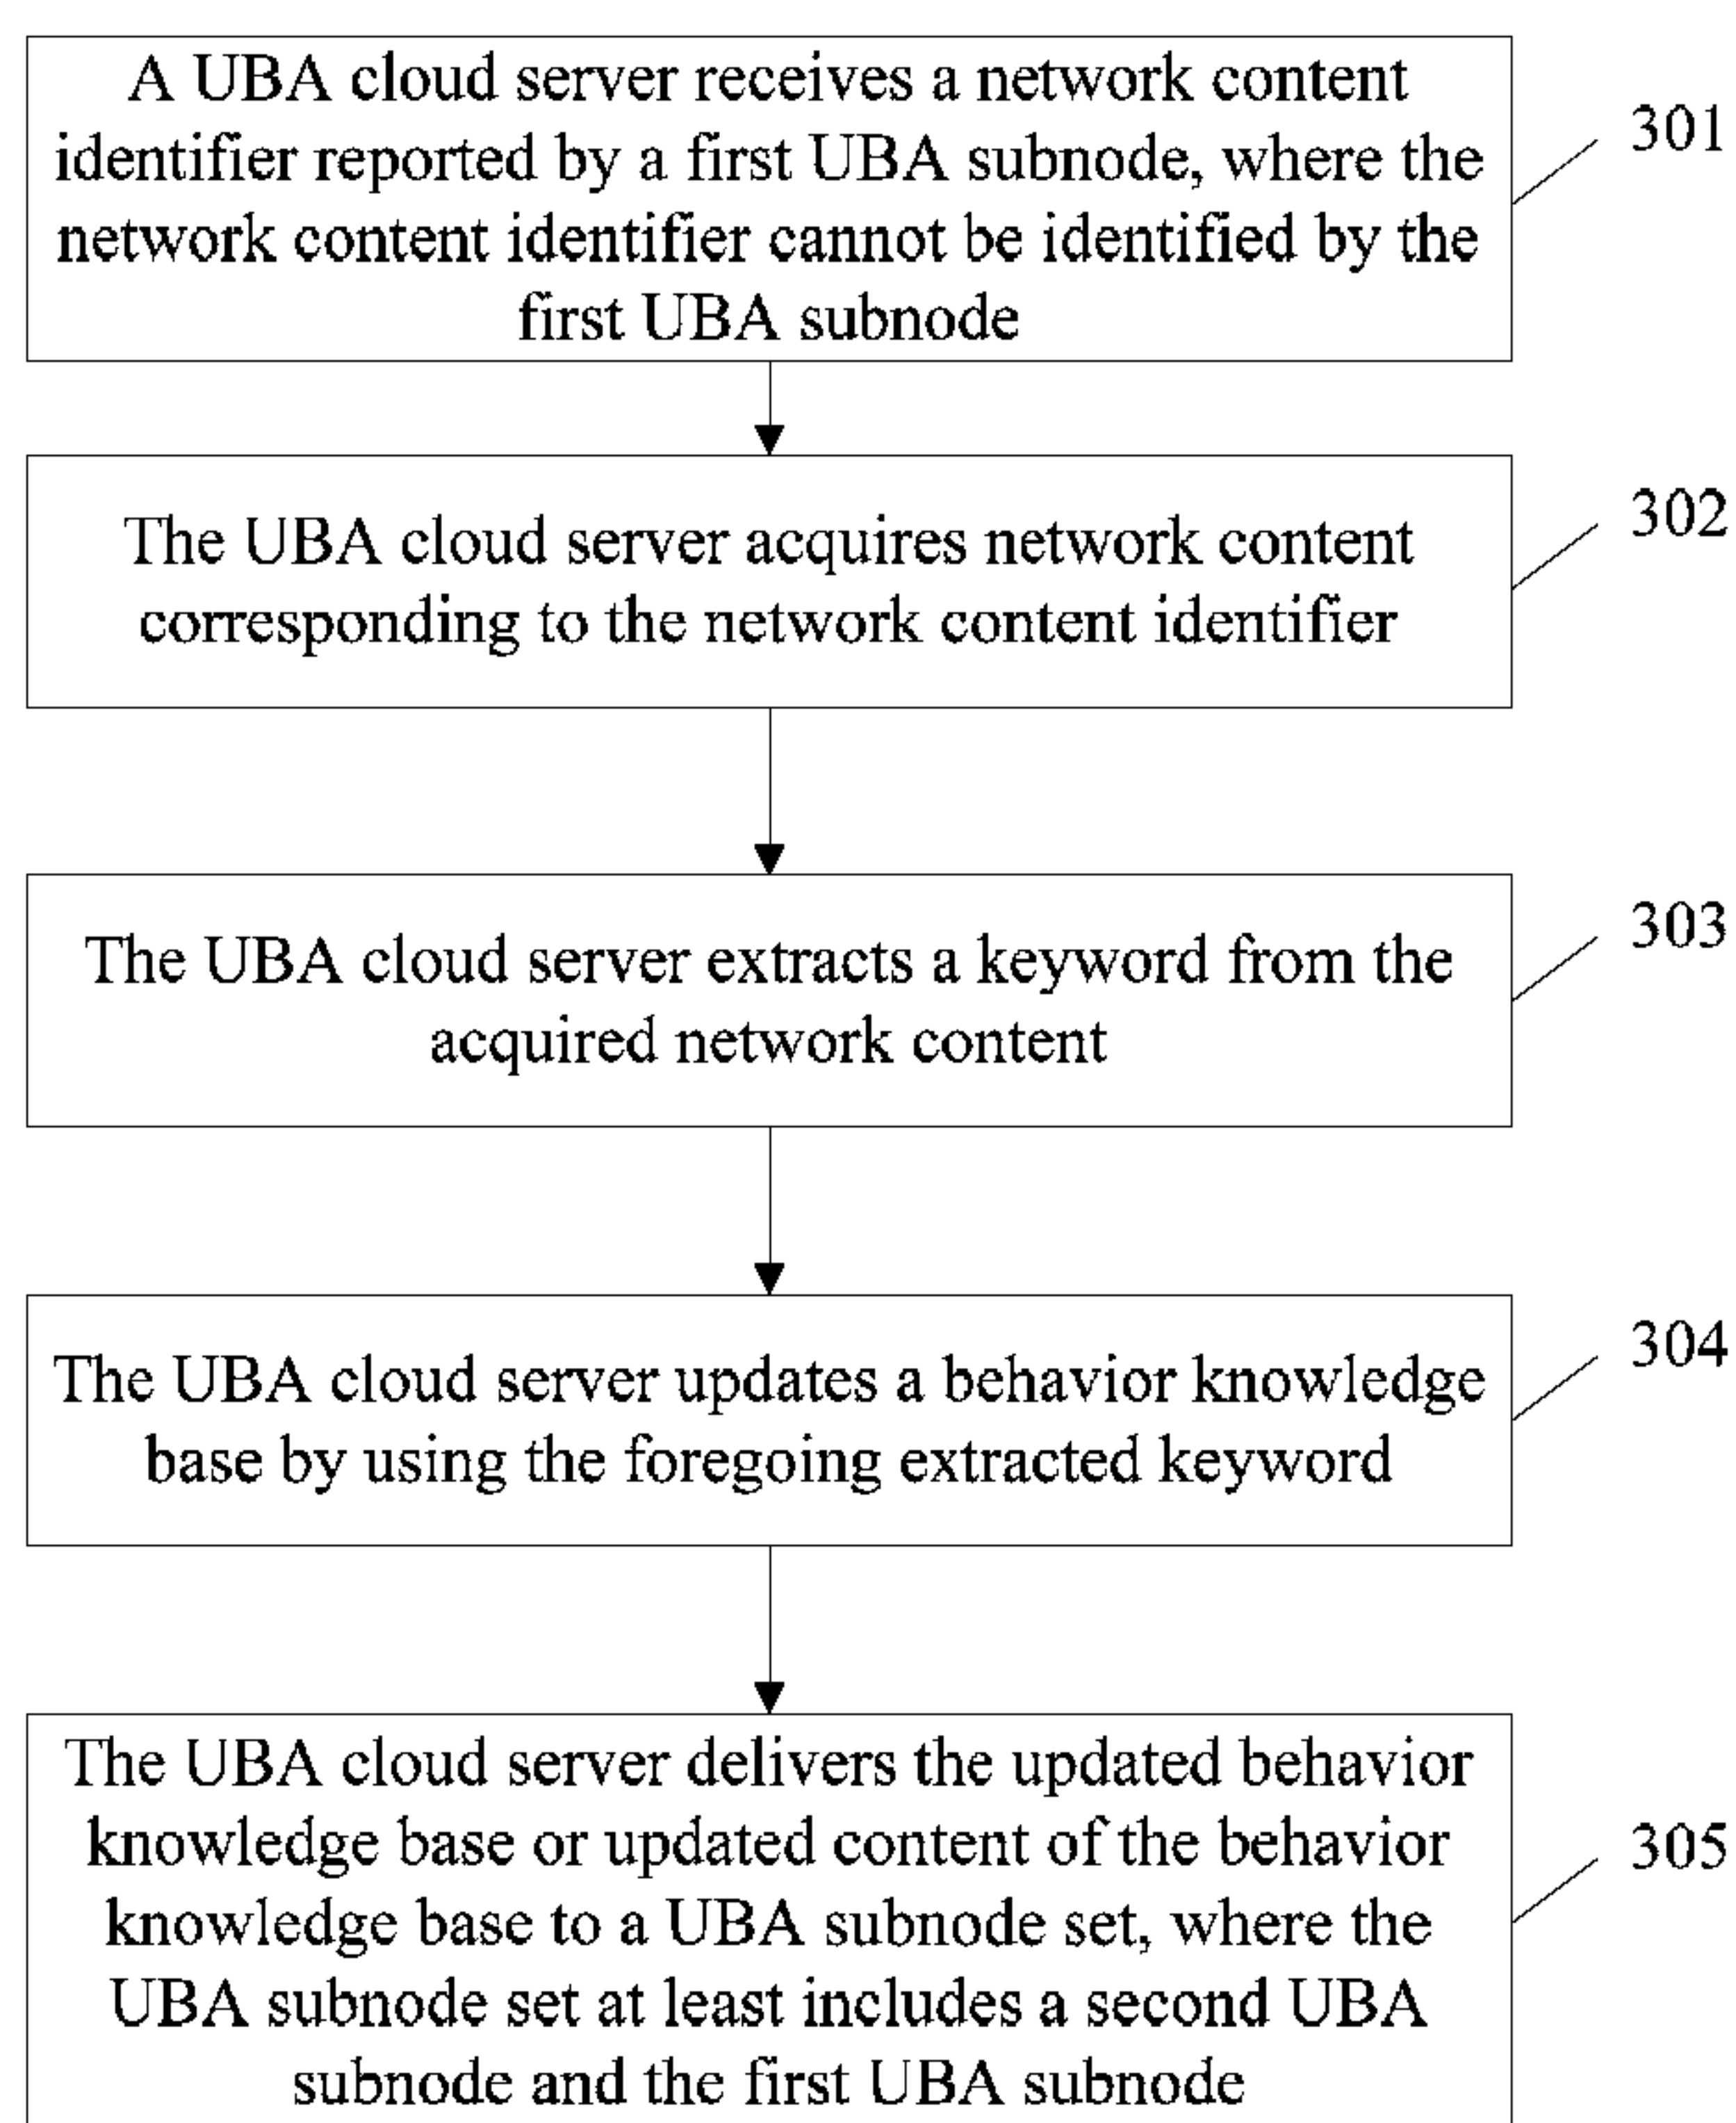 A UBA cloud server receives a network content
identifier reported by a first UBA subnode, where the
network content identifier cannot be identified by the
first UBA subnode
301
The UBA cloud server acquires network content
corresponding to the network content identifier
302
The UBA cloud server extracts a keyword from the
acquired network content
303
The UBA cloud server updates a behavior knowledge
base by using the foregoing extracted keyword
304
The UBA cloud server delivers the updated behavior
knowledge base or updated content of the behavior
knowledge base to a UBA subnode set, where the
UBA subnode set at least includes a second UBA
subnode and the first UBA subnode
305